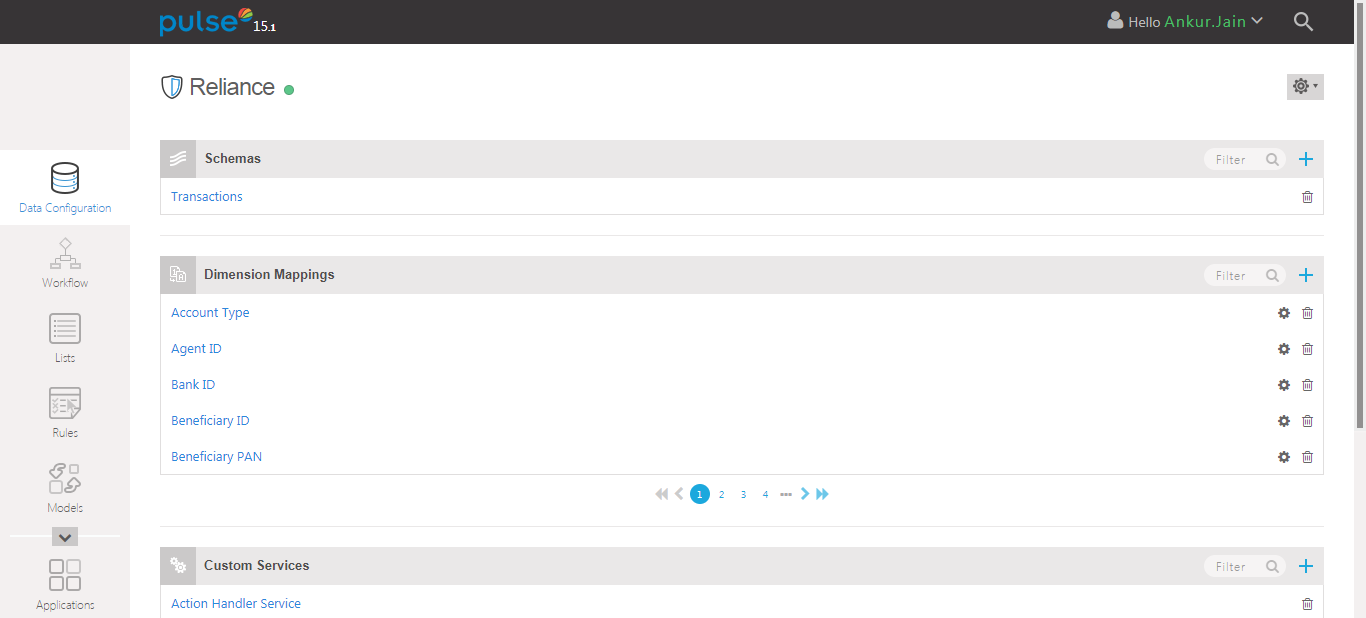 pulse 15.1
Hello Ankur.Jain
Reliance
Data Configuration
Workflow
Lists
Rules
Models
Applications
Schemas
Filter
Transactions
Dimension Mappings
Filter
Account Type
Agent ID
Bank ID
Beneficiary ID
Beneficiary PAN
1 2 3 4
Custom Services
Filter
Action Handler Service